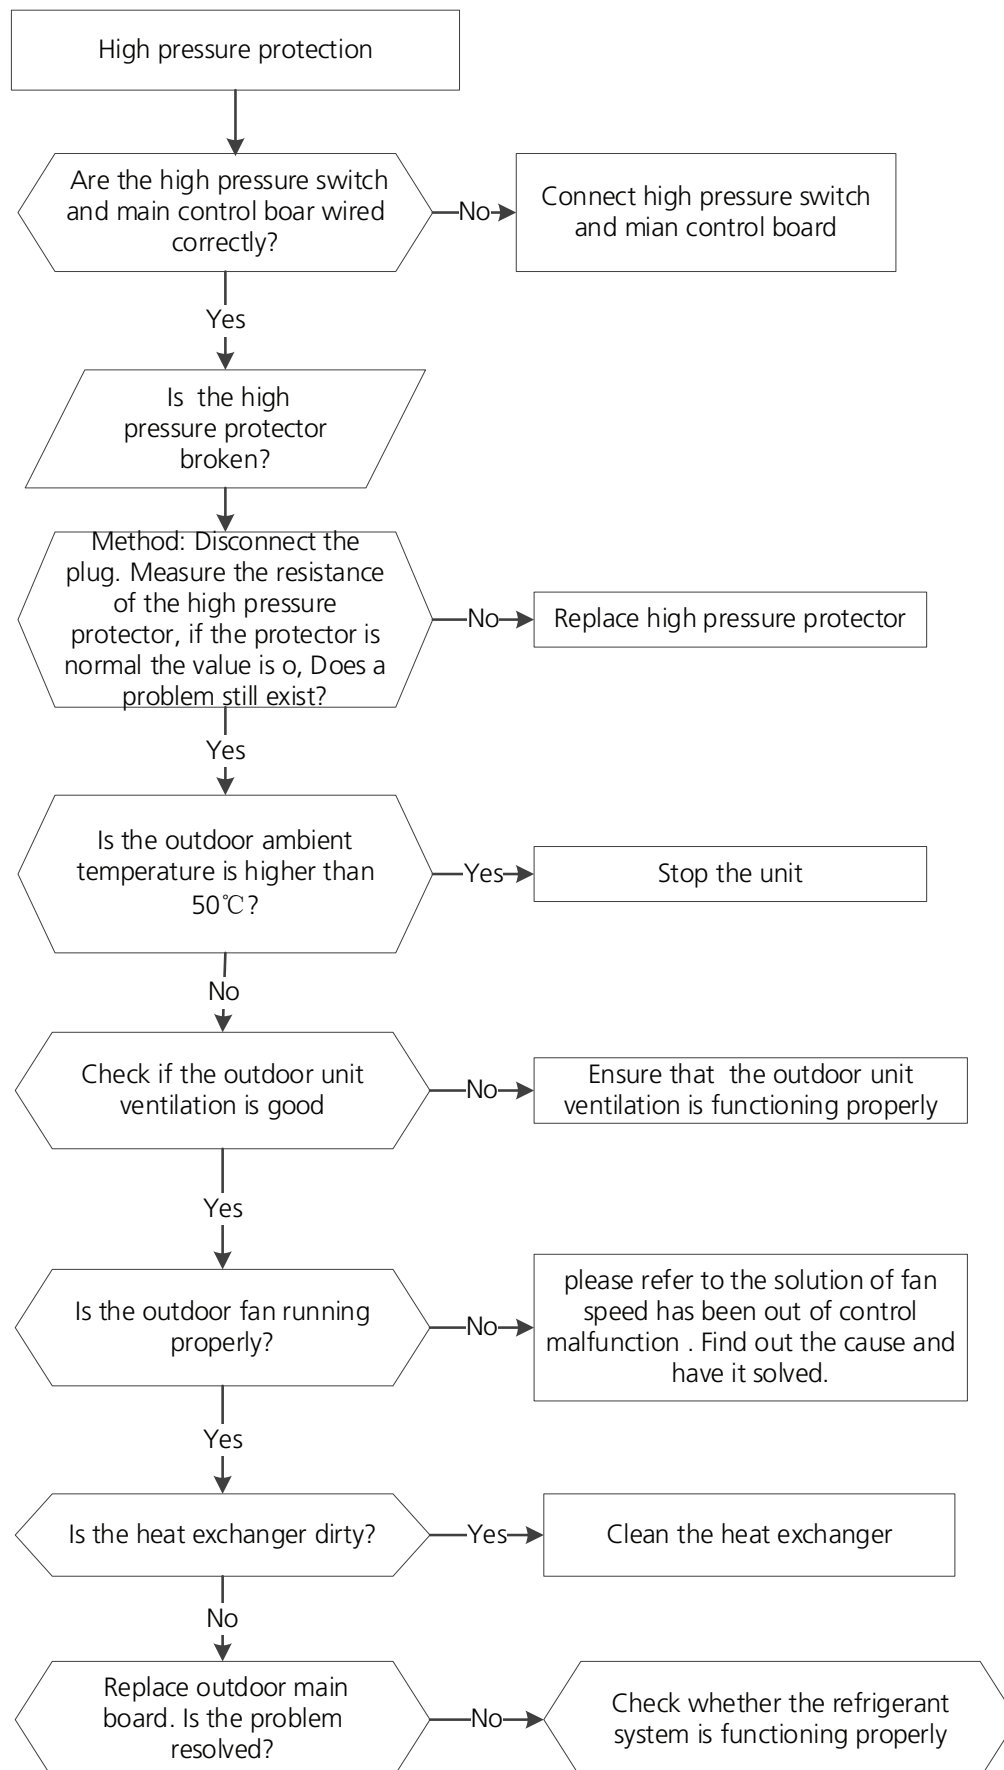 High pressure protection
Are the high pressure switch
and main control boar wired
correctly?
No
Connect high pressure switch
and mian control board
Yes
Is the high
pressure protector
broken?
Method: Disconnect the
plug. Measure the resistance
of the high pressure
protector, if the protector is
normal the value is o, Does a
problem still exist?
No
Replace high pressure protector
Yes
Is the outdoor ambient
temperature is higher than
50℃?
Yes
Stop the unit
No
Check if the outdoor unit
ventilation is good
No
Ensure that the outdoor unit
ventilation is functioning properly
Yes
Is the outdoor fan running
properly?
No
please refer to the solution of fan
speed has been out of control
malfunction . Find out the cause and
have it solved.
Yes
Is the heat exchanger dirty?
Yes
Clean the heat exchanger
No
Replace outdoor main
board. Is the problem
resolved?
No
Check whether the refrigerant
system is functioning properly